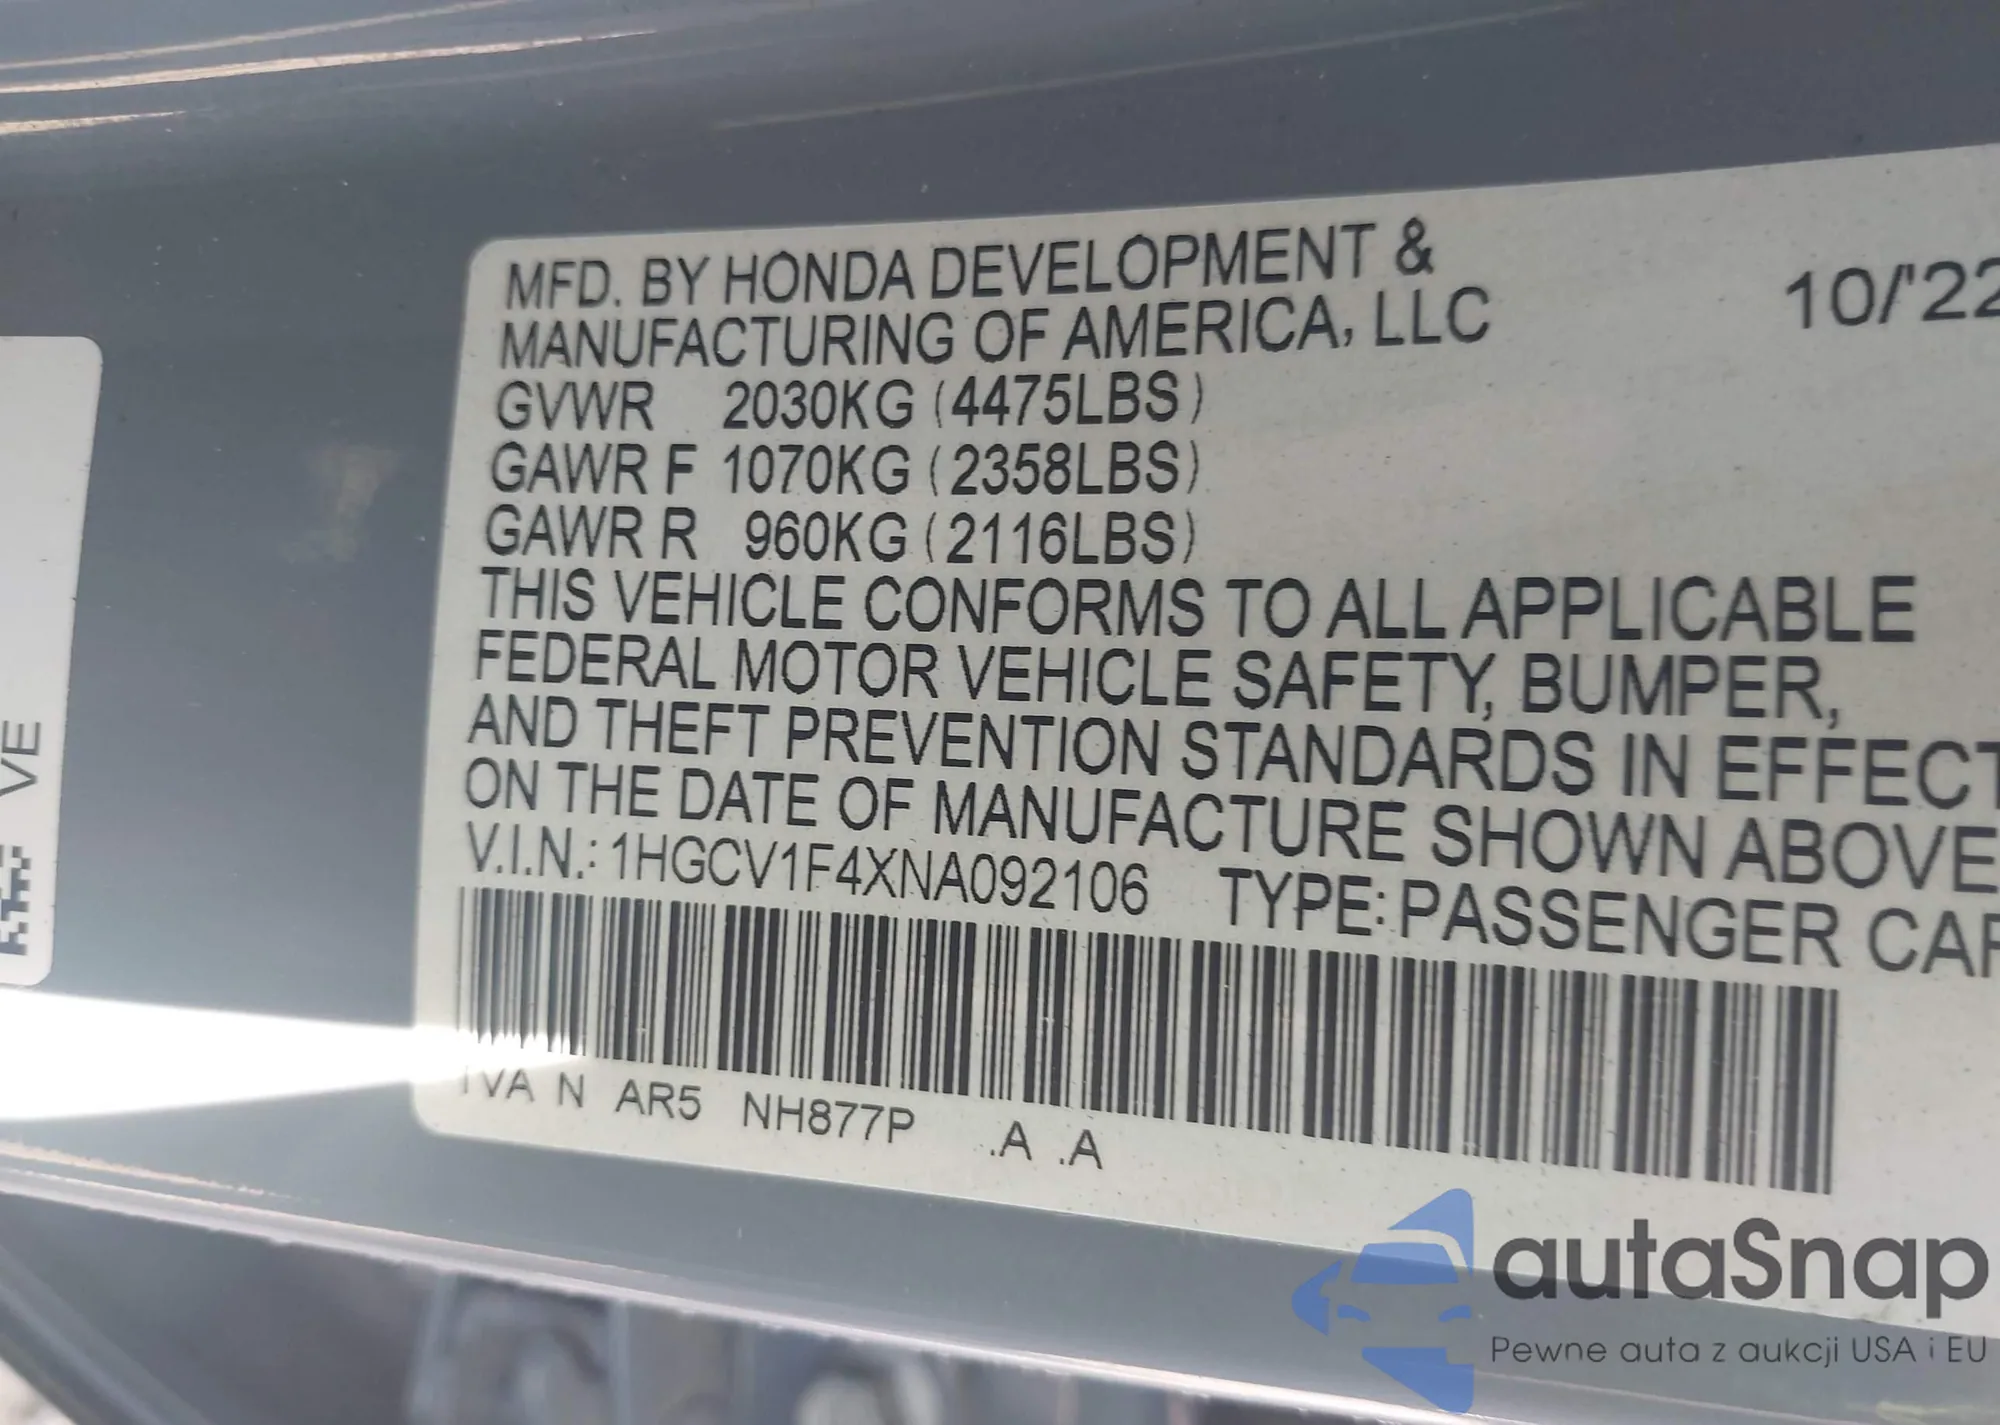 MFD. BY HONDA DEVELOPMENT &
MANUFACTURING OF AMERICA, LLC
10/'22
GVWR 2030KG (4475LBS)
GAWR F 1070KG (2358LBS)
GAWR R 960KG (2116LBS)
THIS VEHICLE CONFORMS TO ALL APPLICABLE
FEDERAL MOTOR VEHICLE SAFETY, BUMPER,
AND THEFT PREVENTION STANDARDS IN EFFECT
ON THE DATE OF MANUFACTURE SHOWN ABOVE
V.I.N.: 1HGCV1F4XNA092106 TYPE: PASSENGER CAR
VA N AR5 NH877P .A .A
VE
autaSnap
Pewne auta z aukcji USA i EU